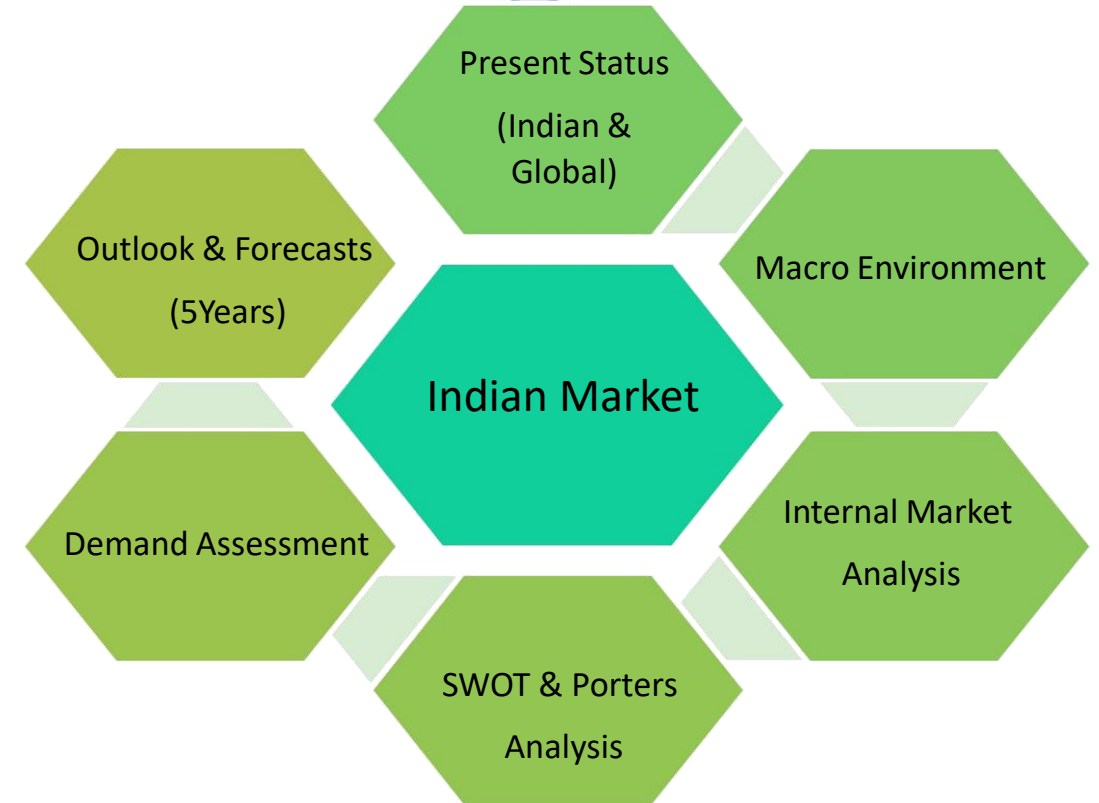 Present Status
(Indian &
Global)
Outlook & Forecasts
(5Years)
Macro Environment
Indian Market
Internal Market
Analysis
Demand Assessment
SWOT & Porters
Analysis